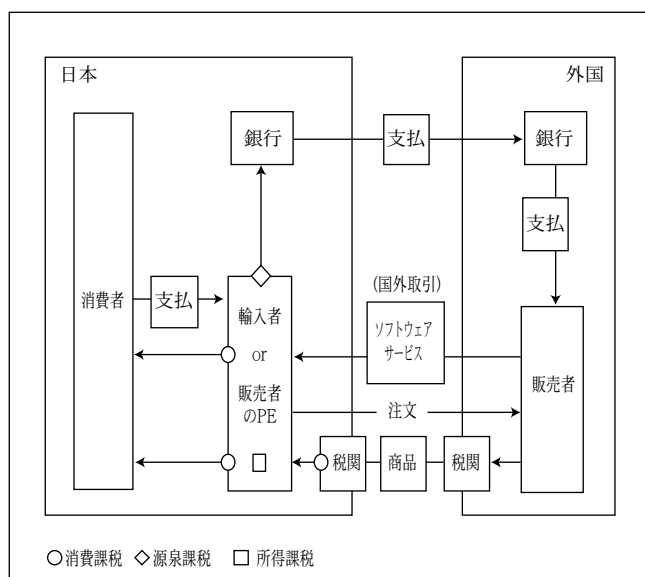 日本
外国
銀行
支払
銀行
支払
消費者
支払
輸入者
or
販売者
のPE
(国外取引)
ソフトウェア
サービス
販売者
注文
税関
商品
税関
○消費課税 ◇源泉課税 □ 所得課税